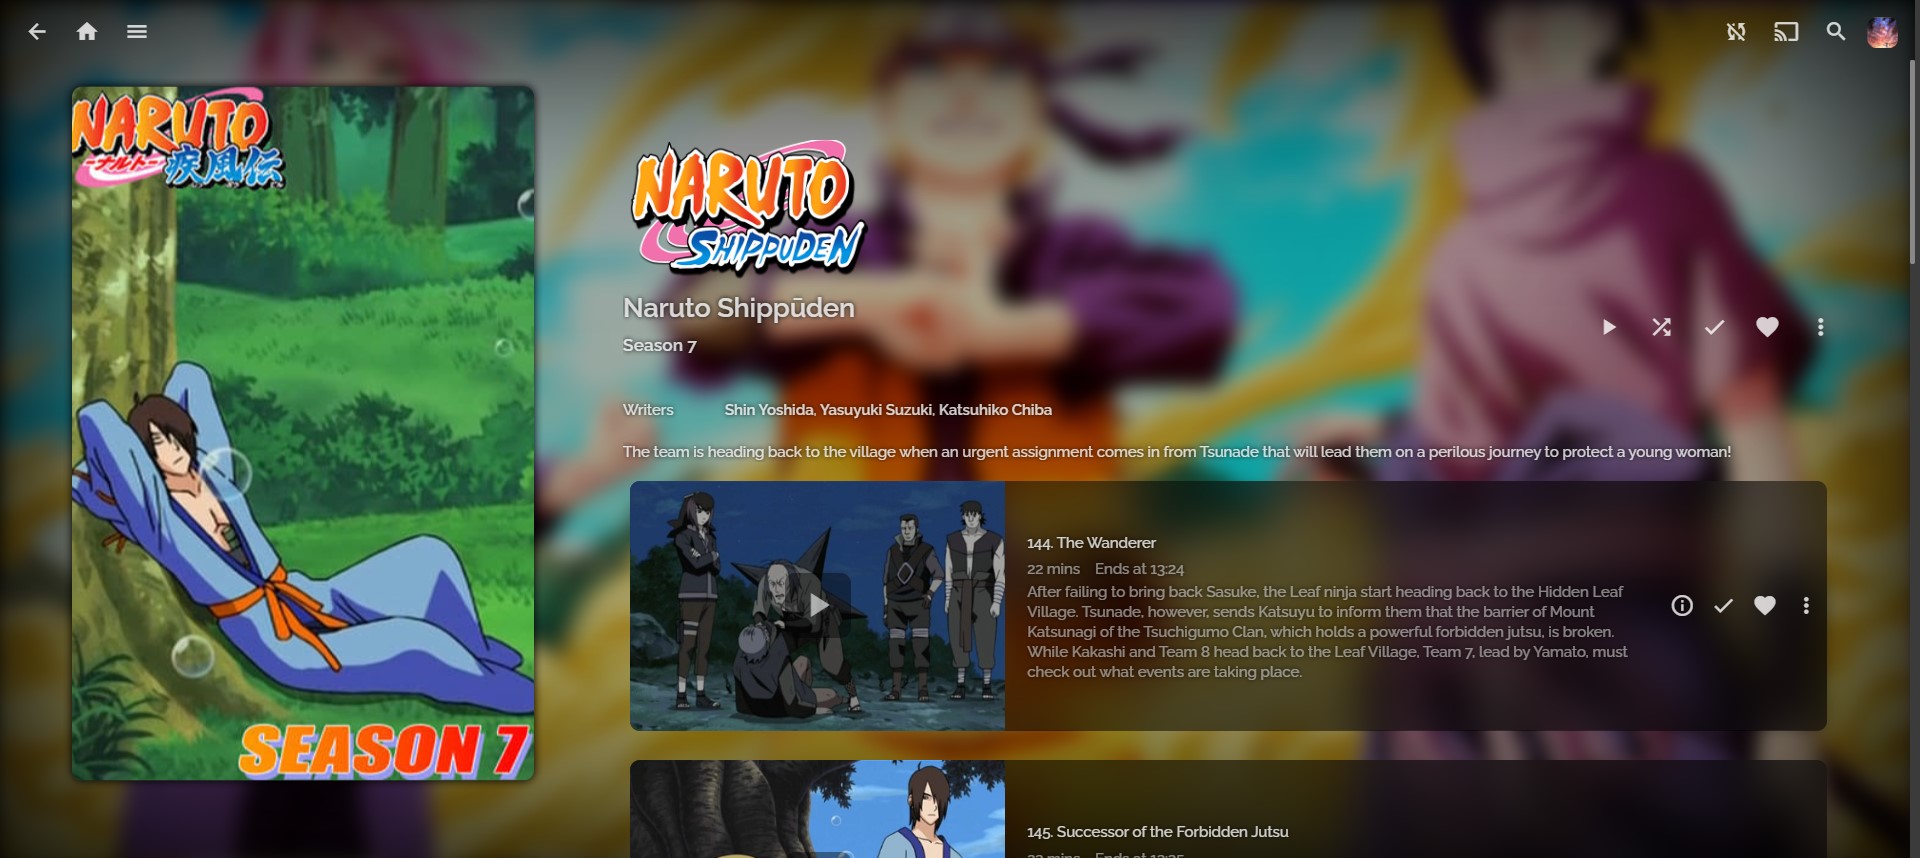 NARUTO
ナルト
疾風伝
SEASON 7
NARUTO
SHIPPUDEN
Naruto Shippūden
Season 7
Writers Shin Yoshida, Yasuyuki Suzuki, Katsuhiko Chiba
The team is heading back to the village when an urgent assignment comes in from Tsunade that will lead them on a perilous journey to protect a young woman!
144. The Wanderer
22 mins Ends at 13:24
After failing to bring back Sasuke, the Leaf ninja start heading back to the Hidden Leaf
Village. Tsunade, however, sends Katsuyu to inform them that the barrier of Mount
Katsunagi of the Tsuchigumo Clan, which holds a powerful forbidden jutsu, is broken.
While Kakashi and Team 8 head back to the Leaf Village, Team 7, lead by Yamato, must
check out what events are taking place.
145. Successor of the Forbidden Jutsu
22 mins Ends at 13:25